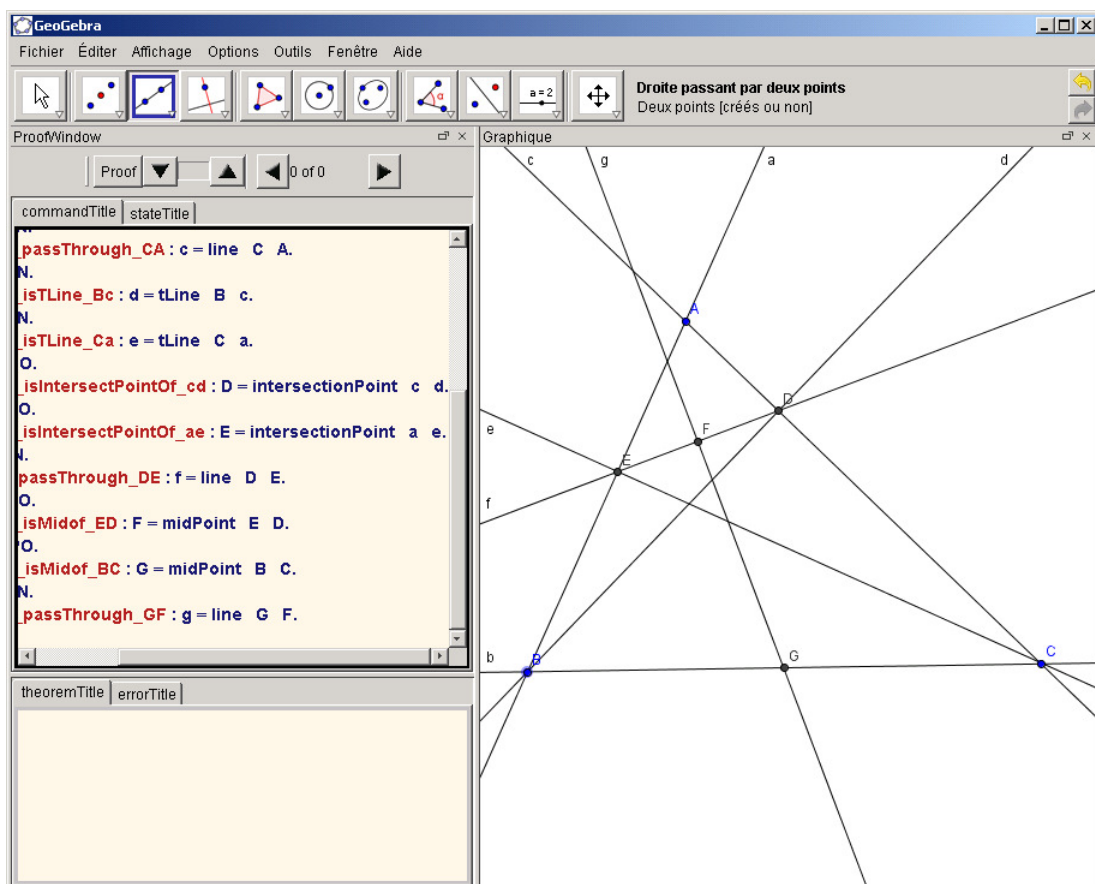 GeoGebra
Fichier Éditer Affichage Options Outils Fenêtre Aide
α
a = 2
Droite passant par deux points
Deux points [créés ou non]
ProofWindow
Proof
0 of 0
commandTitle stateTitle
N.
_passThrough_CA : c = line C A.
N.
_isTLine_Bc : d = tLine B c.
N.
_isTLine_Ca : e = tLine C a.
O.
_isIntersectPointOf_cd : D = intersectionPoint c d.
O.
_isIntersectPointOf_ae : E = intersectionPoint a e.
N.
passThrough_DE : f = line D E.
O.
_isMidof_ED : F = midPoint E D.
O.
_isMidof_BC : G = midPoint B C.
N.
_passThrough_GF : g = line G F.
theoremTitle errorTitle
Graphique
c g a d
A
D
e
F
E
f
b
B
G
C